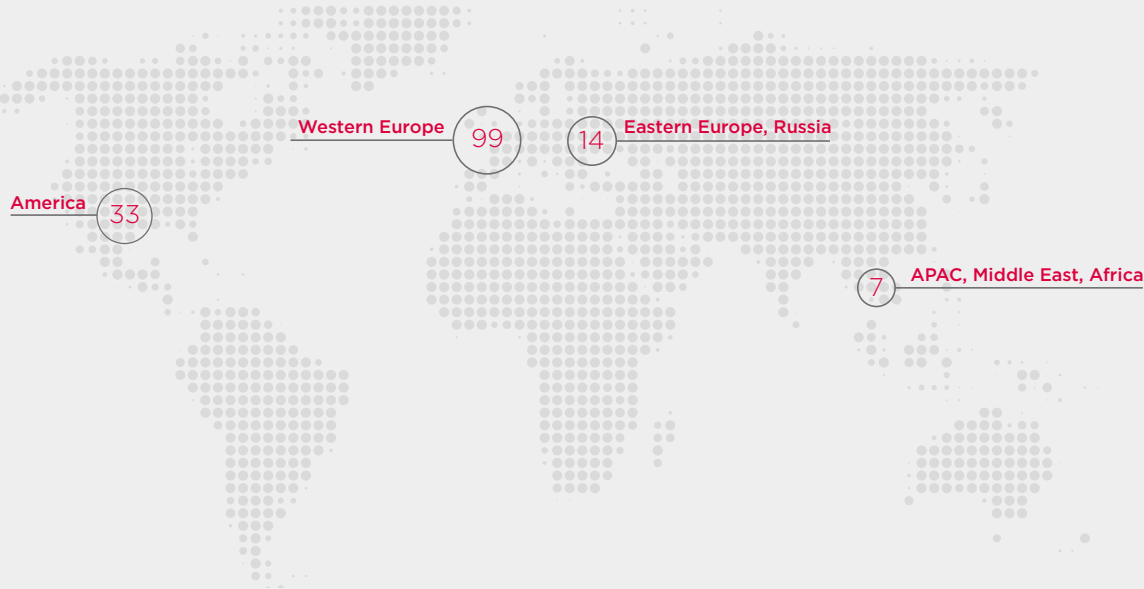 Western Europe
99
14
Eastern Europe, Russia
America
33
7
APAC, Middle East, Africa